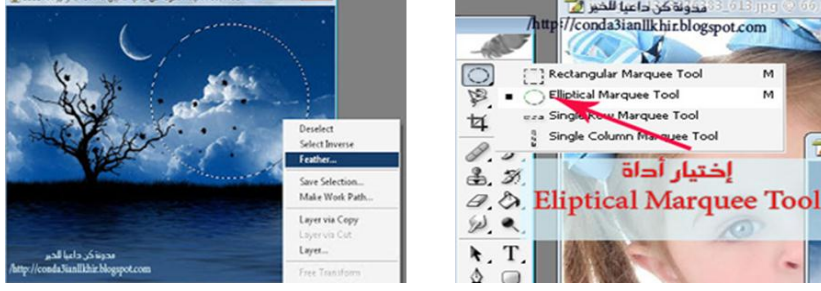 Deselect
Select Inverse
Feather...
Save Selection...
Make Work Path...
Layer via Copy
Layer via Cut
Layer...
Free Transform
مدونة كن داعيا للخير
/http://conda3ianllkhir.blogspot.com
مدونة كن داعيا للخير
/http://conda3ianllkhir.blogspot.com
Rectangular Marquee Tool M
Elliptical Marquee Tool M
Single Row Marquee Tool
Single Column Marquee Tool
إختيار أداة
Eliptical Marquee Tool
T